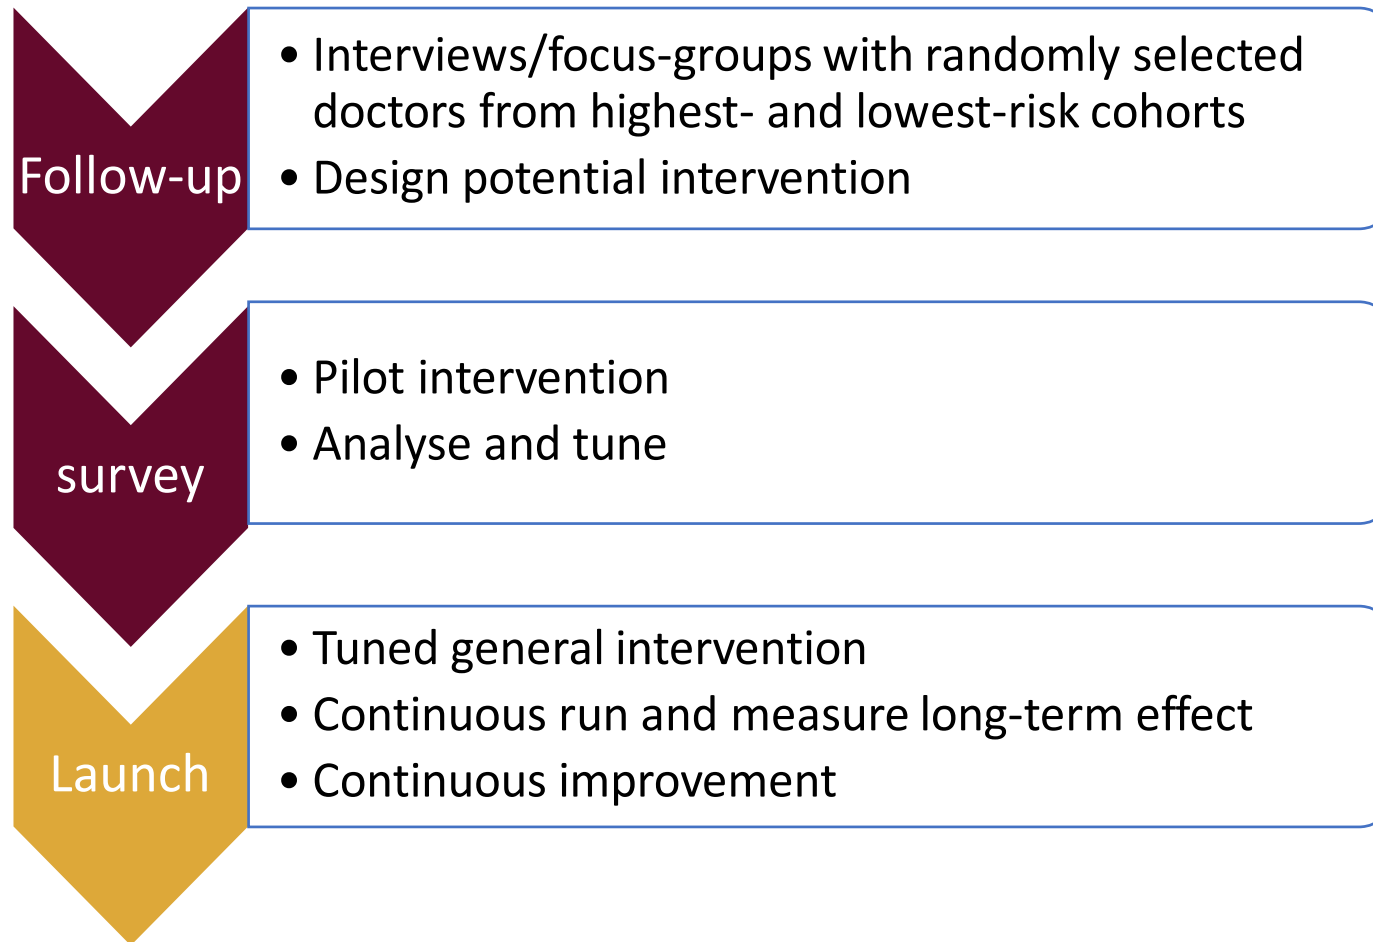 Follow-up
• Interviews/focus-groups with randomly selected
doctors from highest- and lowest-risk cohorts
• Design potential intervention
survey
• Pilot intervention
• Analyse and tune
Launch
• Tuned general intervention
• Continuous run and measure long-term effect
• Continuous improvement